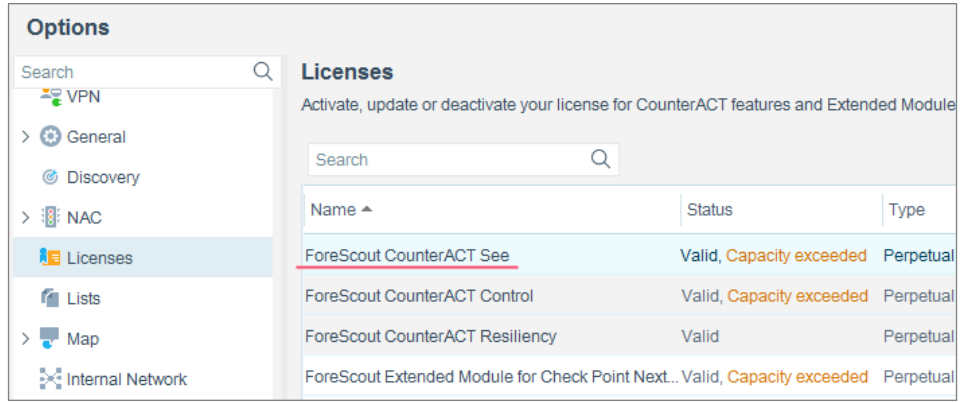 Options
Search
VPN
General
Discovery
NAC
Licenses
Lists
Map
Internal Network
Licenses
Activate, update or deactivate your license for CounterACT features and Extended Module
Search
Name Status Type
ForeScout CounterACT See Valid, Capacity exceeded Perpetual
ForeScout CounterACT Control Valid, Capacity exceeded Perpetual
ForeScout CounterACT Resiliency Valid Perpetual
ForeScout Extended Module for Check Point Next... Valid, Capacity exceeded Perpetual